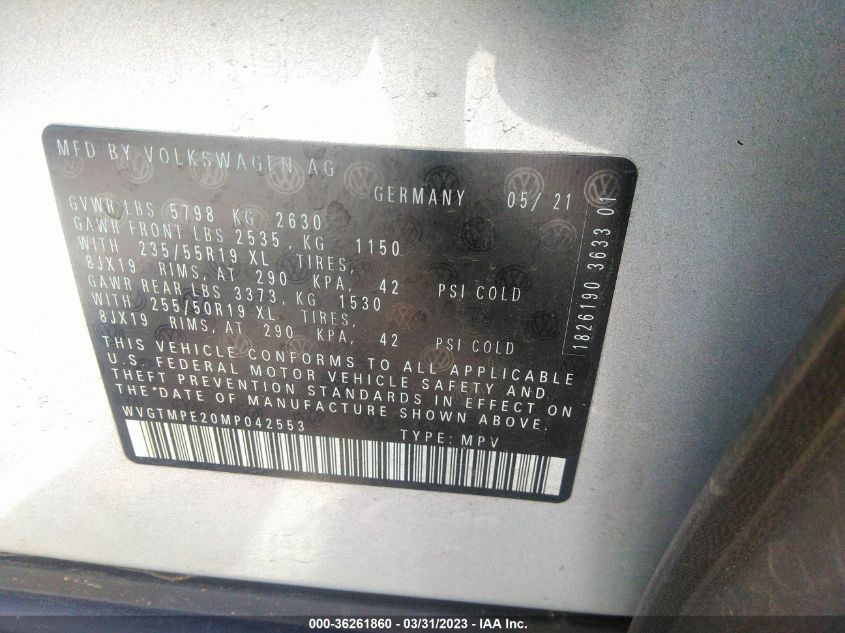 MFD BY VOLKSWAGEN AG
GERMANY 05/ 21
GVWR LBS 5798 KG 2630
GAWR FRONT LBS 2535, KG 1150
WITH 235/55R19 XL TIRES,
8JX19 RIMS, AT 290 KPA, 42 PSI COLD
GAWR REAR LBS 3373, KG 1530
WITH 255/50R19 XL, TIRES,
8JX19 RIMS, AT 290 KPA, 42 PSI COLD
THIS VEHICLE CONFORMS TO ALL APPLICABLE
U.S. FEDERAL MOTOR VEHICLE SAFETY AND
THEFT PREVENTION STANDARDS IN EFFECT ON
THE*DATE OF MANUFACTURE SHOWN ABOVE.
WVGTMPE20MP042553 TYPE: MPV
1826190 3633 01
000-36261860 - 03/31/2023 - IAA Inc.